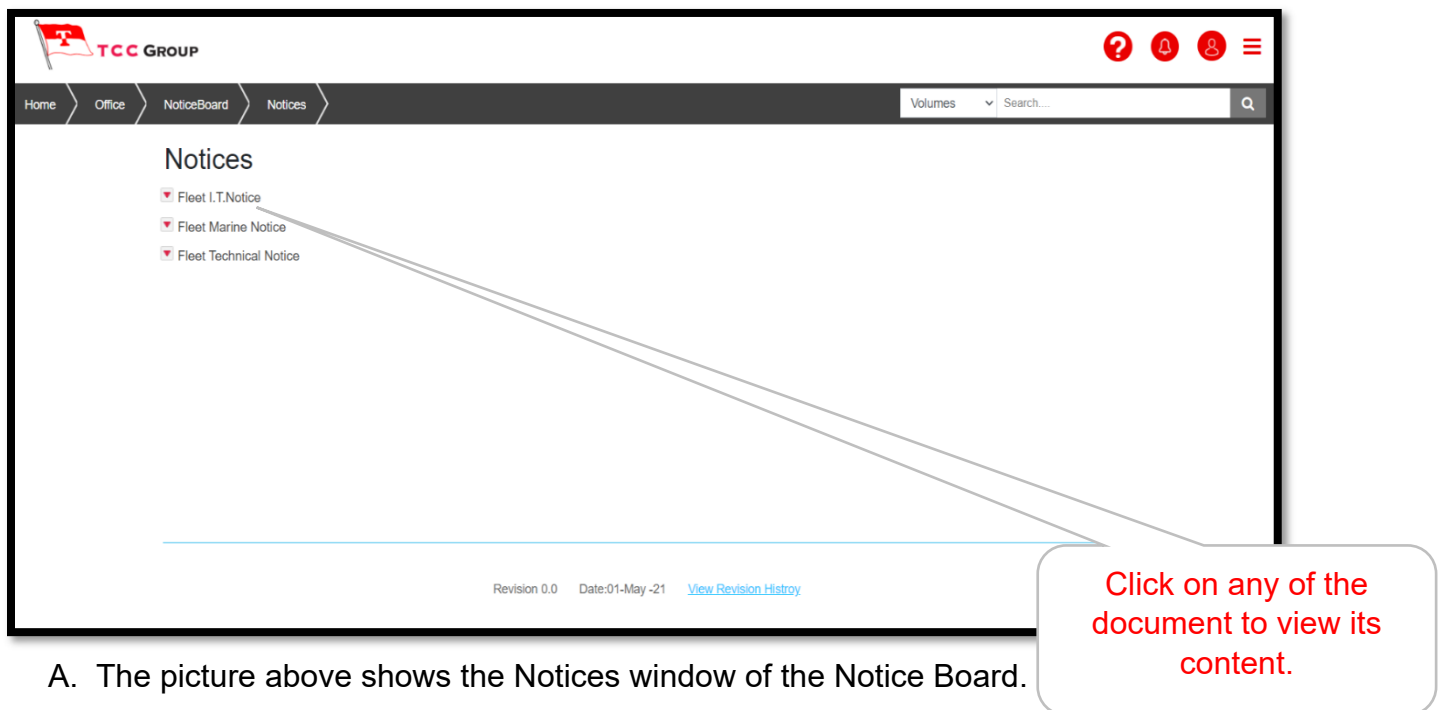 T
TCC GROUP
Home Office NoticeBoard Notices Volumes Search....
Notices
Fleet I.T.Notice
Fleet Marine Notice
Fleet Technical Notice
Revision 0.0 Date:01-May -21 View Revision Histroy
Click on any of the
document to view its
content.
A. The picture above shows the Notices window of the Notice Board.